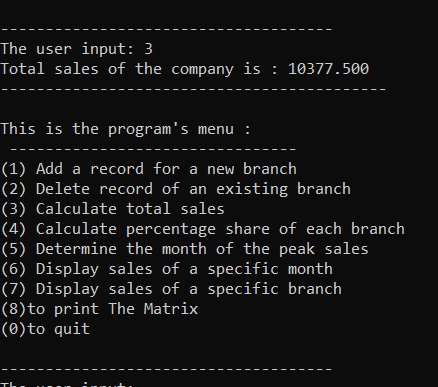 -------------------------------------
The user input: 3
Total sales of the company is : 10377.500
-------------------------------------------
This is the program's menu :
--------------------------------
(1) Add a record for a new branch
(2) Delete record of an existing branch
(3) Calculate total sales
(4) Calculate percentage share of each branch
(5) Determine the month of the peak sales
(6) Display sales of a specific month
(7) Display sales of a specific branch
(8)to print The Matrix
(0)to quit
-------------------------------------
The user input: